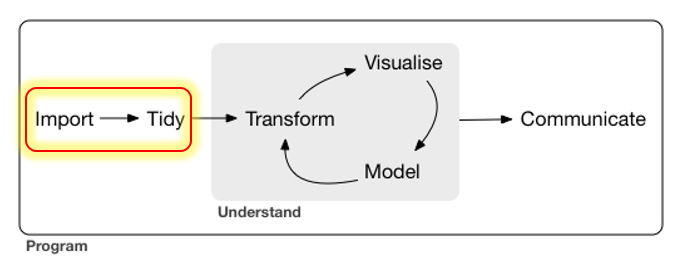 Import
Tidy
Transform
Visualise
Model
Communicate
Understand
Program